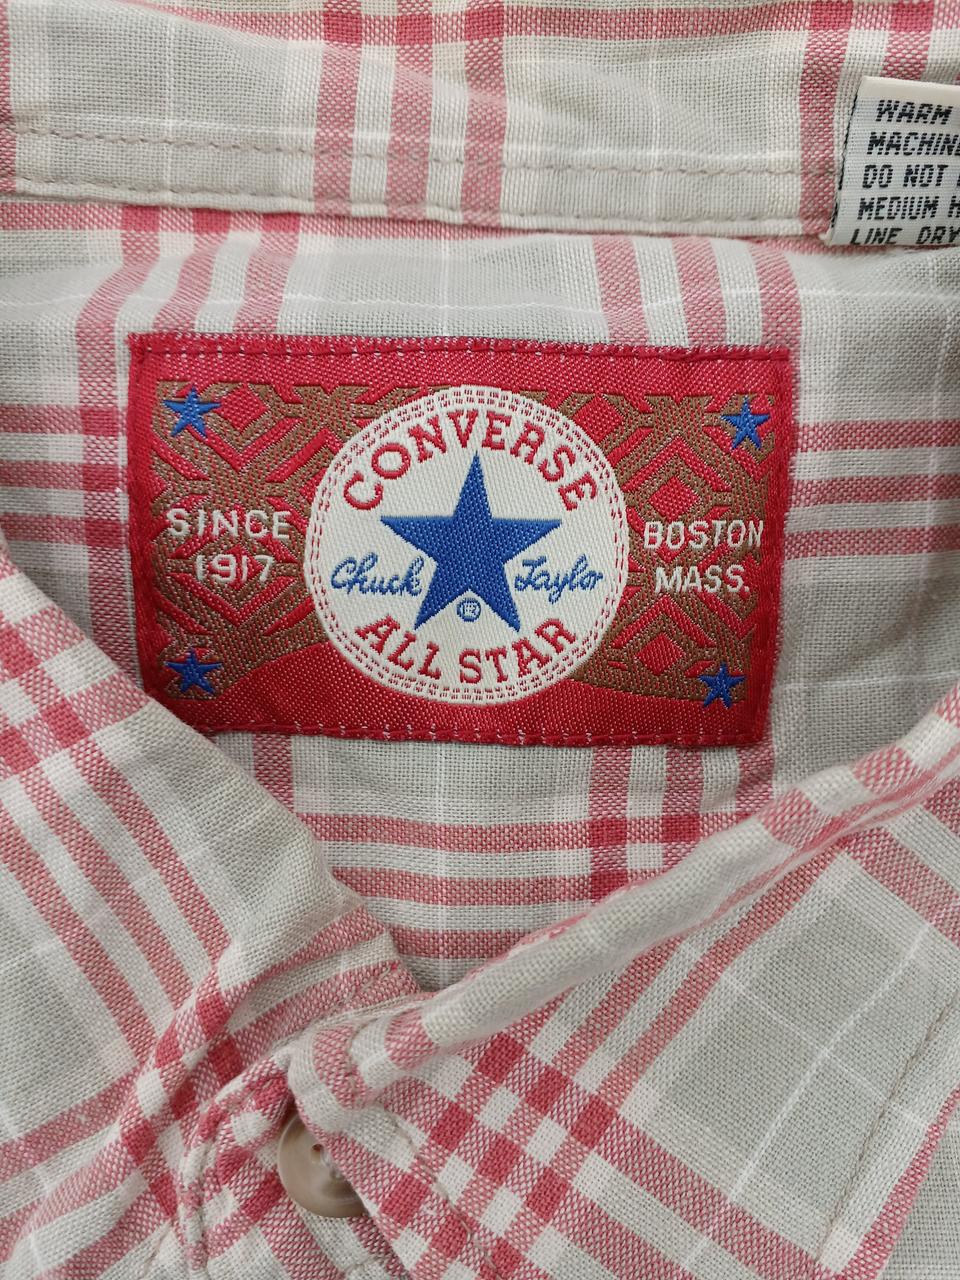 WARM
MACHINE
DO NOT
MEDIUM H
LINE DRY
CONVERSE
SINCE
1917
Chuck Taylor
BOSTON
MASS.
®
ALL STAR